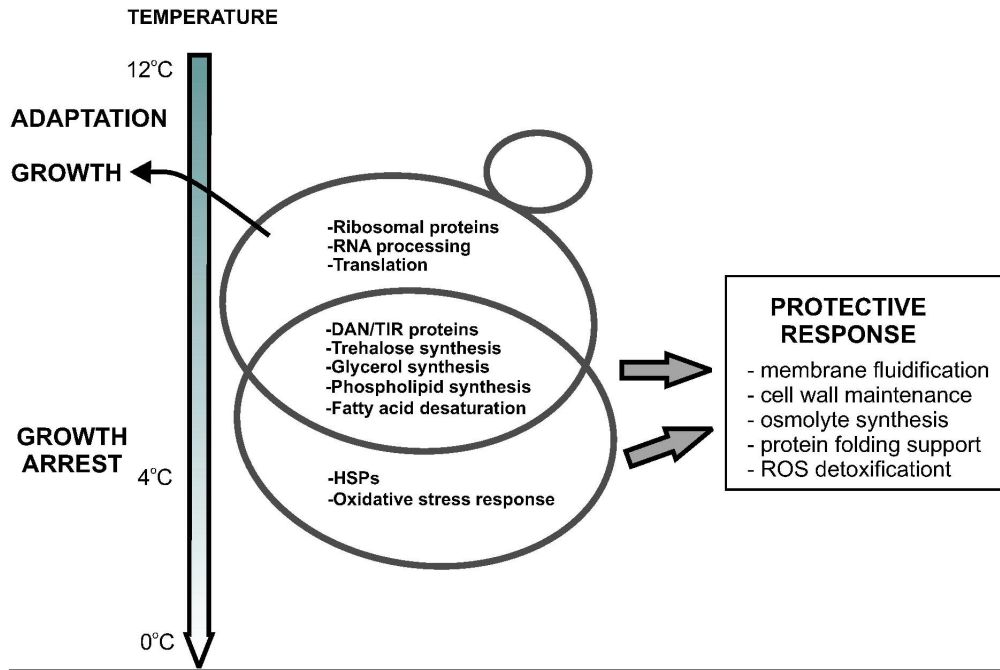 TEMPERATURE
12°C
ADAPTATION
GROWTH
-Ribosomal proteins
-RNA processing
-Translation
-DAN/TIR proteins
-Trehalose synthesis
-Glycerol synthesis
-Phospholipid synthesis
-Fatty acid desaturation
GROWTH
ARREST
4°C
-HSPs
-Oxidative stress response
0°C
PROTECTIVE
RESPONSE
- membrane fluidification
- cell wall maintenance
- osmolyte synthesis
- protein folding support
- ROS detoxificationt